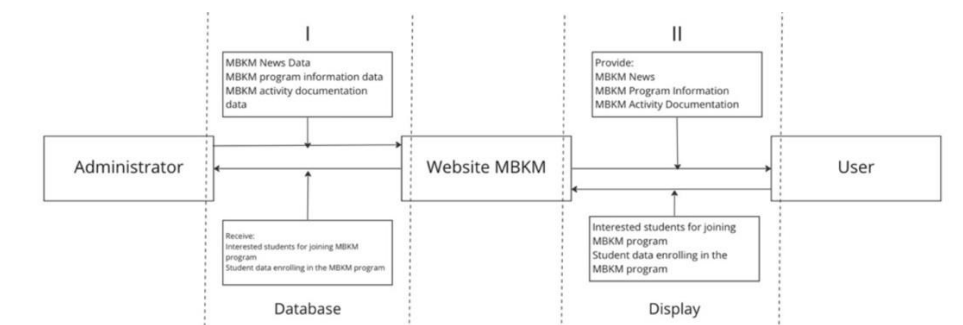 I
II
MBKM News Data
MBKM program information data
MBKM activity documentation
data
Provide:
MBKM News
MBKM Program Information
MBKM Activity Documentation
Administrator
Website MBKM
User
Receive:
Interested students for joining MBKM
program
Student data enrolling in the MBKM program
Interested students for joining
MBKM program
Student data enrolling in the
MBKM program
Database
Display